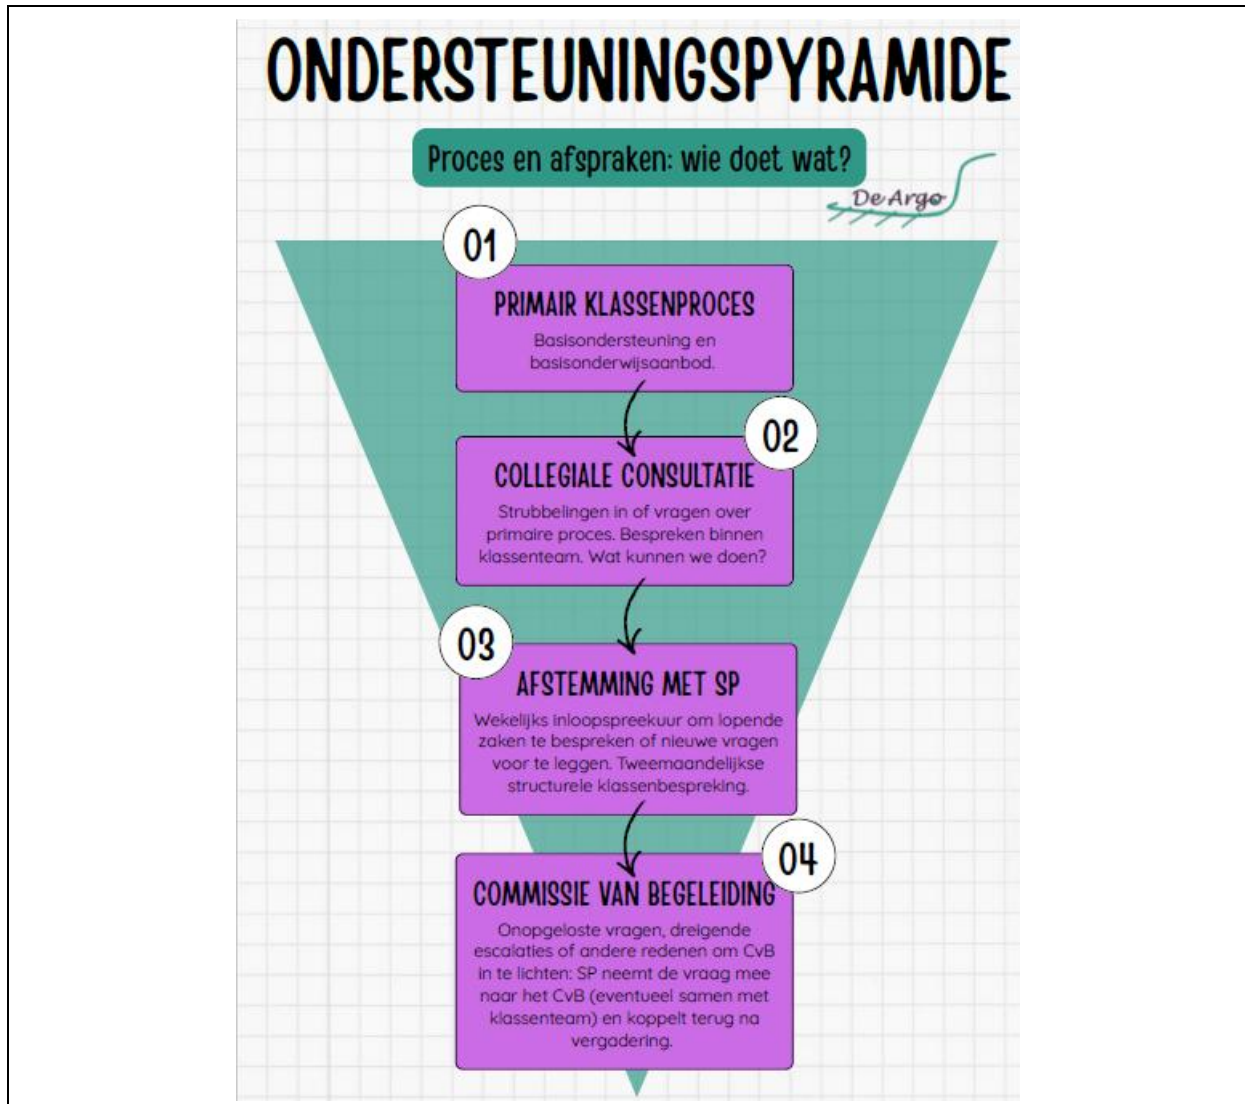 ONDERSTEUNINGSPYRAMIDE
Proces en afspraken: wie doet wat?
De Argo
01
PRIMAIR KLASSENPROCES
Basisondersteuning en
basisonderwijsaanbod.
02
COLLEGIALE CONSULTATIE
Strubbelingen in of vragen over
primaire proces. Bespreken binnen
klassenteam. Wat kunnen we doen?
03
AFSTEMMING MET SP
Wekelijks inloopspreekuur om lopende
zaken te bespreken of nieuwe vragen
voor te leggen. Tweemaandelijkse
structurele klassenbespreking.
04
COMMISSIE VAN BEGELEIDING
Onopgeloste vragen, dreigende
escalaties of andere redenen om CvB
in te lichten: SP neemt de vraag mee
naar het CvB (eventueel samen met
klassenteam) en koppelt terug na
vergadering.